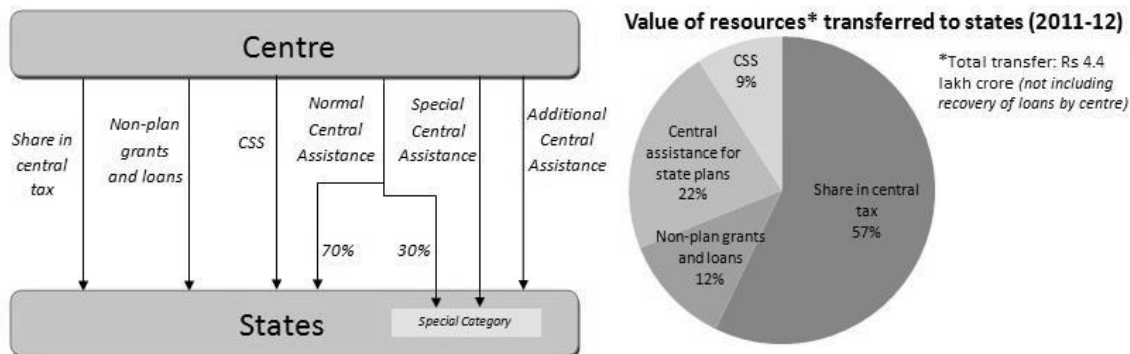 Centre
Share in
central
tax
Non-plan
grants
and loans
CSS
Normal
Central
Assistance
Special
Central
Assistance
Additional
Central
Assistance
70%
30%
States
Special Category
Value of resources* transferred to states (2011-12)
*Total transfer: Rs 4.4
lakh crore (not including
recovery of loans by centre)
CSS
9%
Central
assistance for
state plans
22%
Share in central
tax
57%
Non-plan grants
and loans
12%